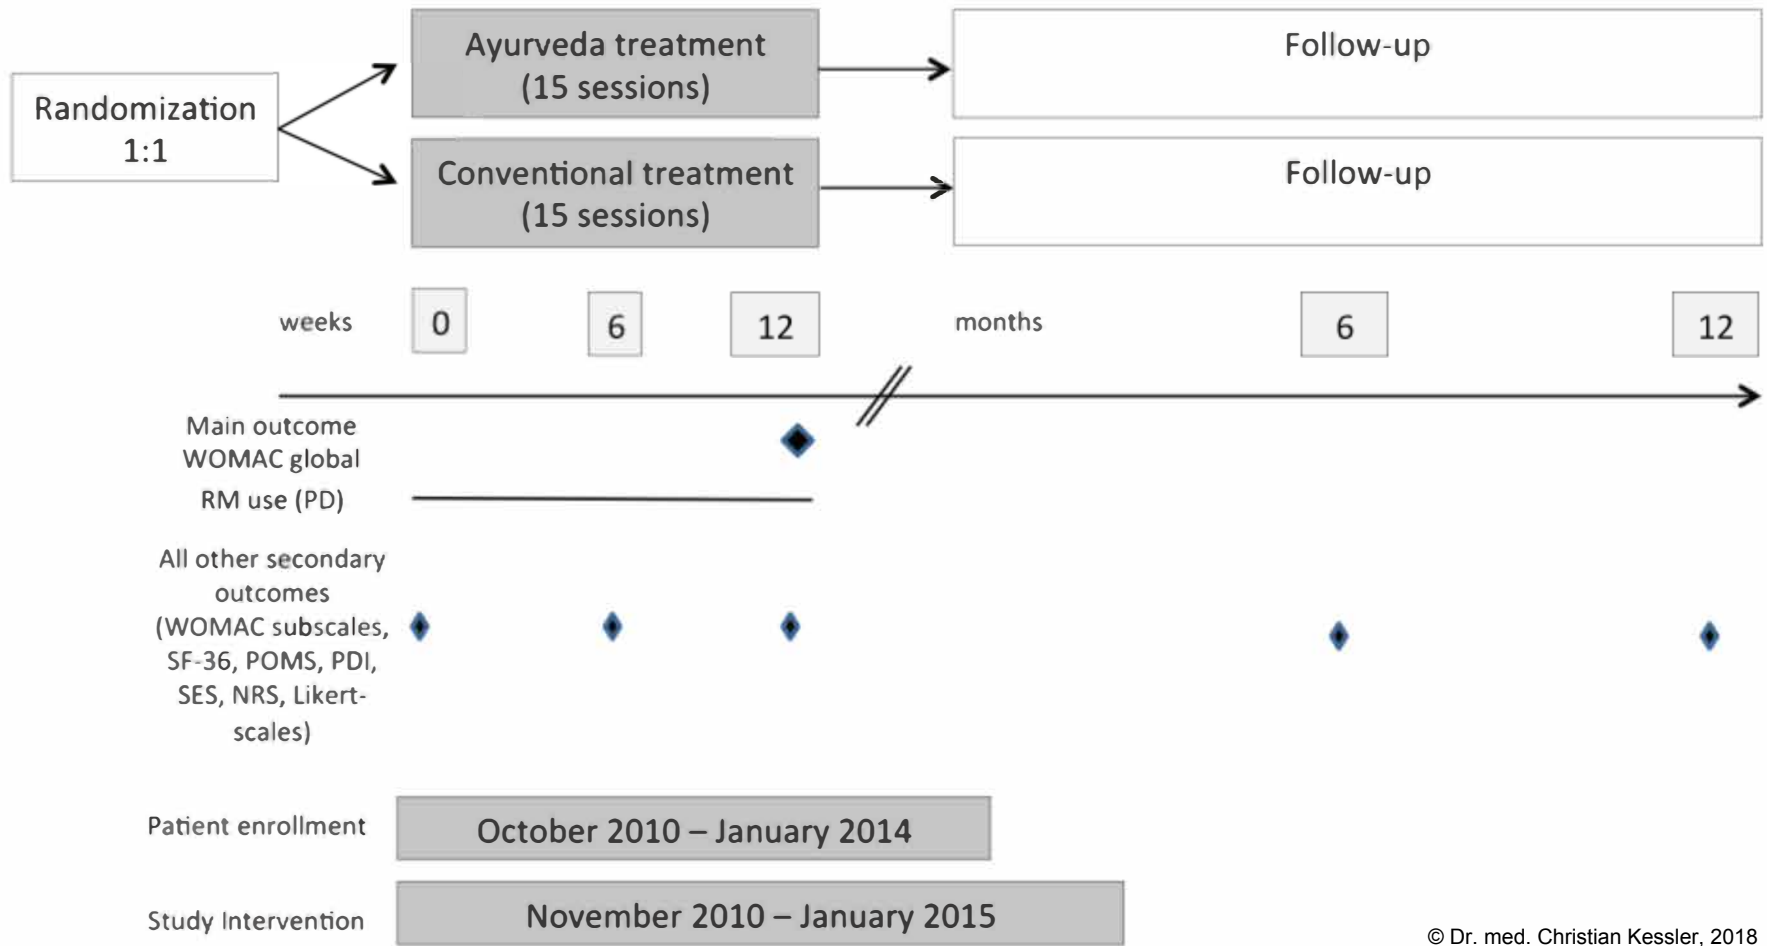 Randomization
1:1
Ayurveda treatment
(15 sessions)
Follow-up
Conventional treatment
(15 sessions)
Follow-up
weeks
0
6
12
months
6
12
Main outcome
WOMAC global
RM use (PD)
All other secondary
outcomes
(WOMAC subscales,
SF-36, POMS, PDI,
SES, NRS, Likert-
scales)
Patient enrollment
October 2010 – January 2014
Study Intervention
November 2010 – January 2015
© Dr. med. Christian Kessler, 2018